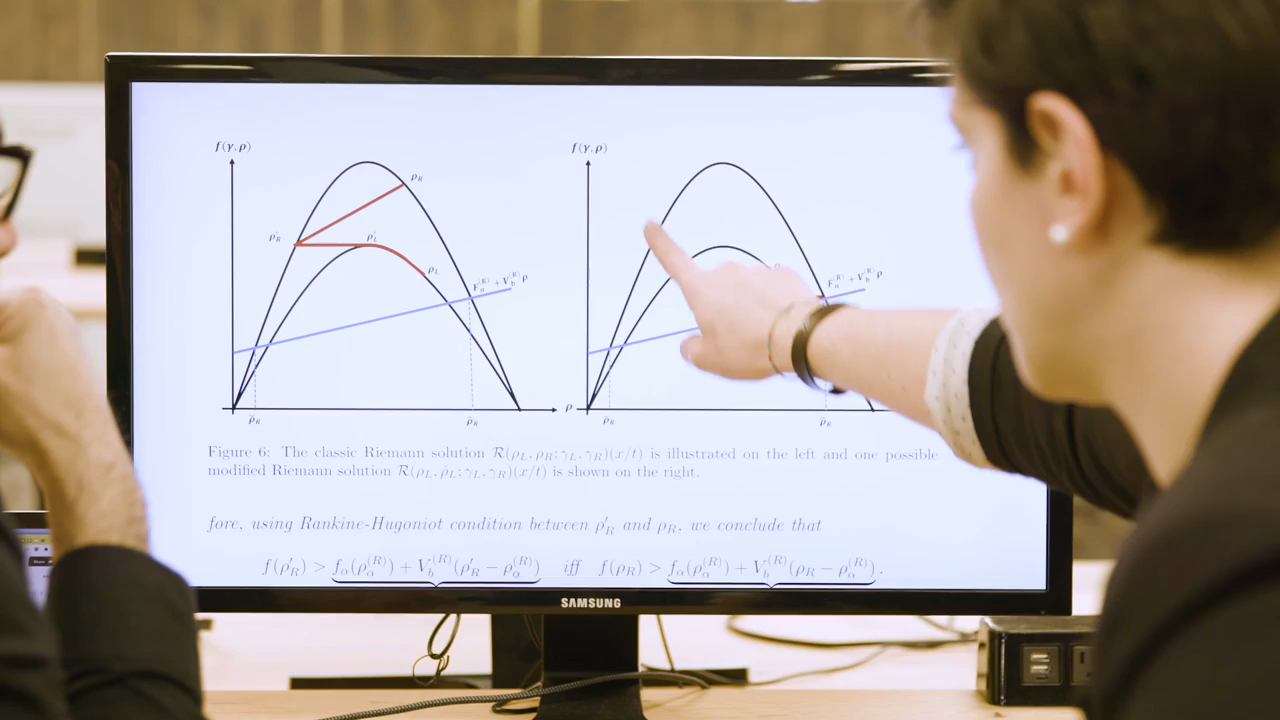 f(γ, ρ)
f(γ, ρ)
ρ_R
ρ'_R
ρ'_L
ρ_L
F_α^(R) + V_b^(R) ρ
F_α^(R) + V_b^(R) ρ
ρ
ρ̌_R
ρ̂_R
ρ̌_R
ρ̂_R
Figure 6: The classic Riemann solution R(ρ_L, ρ_R; γ_L, γ_R)(x/t) is illustrated on the left and one possible
modified Riemann solution R(ρ_L, ρ_L; γ_L, γ_R)(x/t) is shown on the right.
fore, using Rankine-Hugoniot condition between ρ'_R and ρ_R, we conclude that
f(ρ'_R) > f_α(ρ_α^(R)) + V_b^(R)(ρ'_R − ρ_α^(R)) iff f(ρ_R) > f_α(ρ_α^(R)) + V_b^(R)(ρ_R − ρ_α^(R)).
SAMSUNG